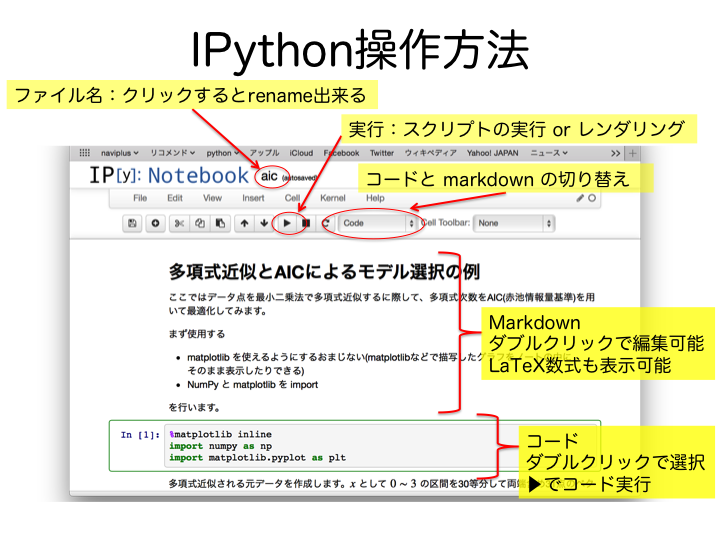 IPython操作方法
ファイル名：クリックするとrename出来る
実行：スクリプトの実行 or レンダリング
naviplus リコメンド python アップル iCloud Facebook Twitter ウィキペディア Yahoo! JAPAN ニュース >> +
IP[y]: Notebook aic (autosaved)
コードと markdown の切り替え
File Edit View Insert Cell Kernel Help
Code Cell Toolbar: None
多項式近似とAICによるモデル選択の例
ここではデータ点を最小二乗法で多項式近似するに際して、多項式次数をAIC(赤池情報量基準)を用
いて最適化してみます。
まず使用する
• matplotlib を使えるようにするおまじない(matplotlibなどで描写したグラフをノートの中に
そのまま表示したりできる)
• NumPy と matplotlib を import
を行います。
Markdown
ダブルクリックで編集可能
LaTeX数式も表示可能
In [1]: %matplotlib inline
import numpy as np
import matplotlib.pyplot as plt
コード
ダブルクリックで選択
▶でコード実行
多項式近似される元データを作成します。x として 0 ~ 3 の区間を30等分して両端